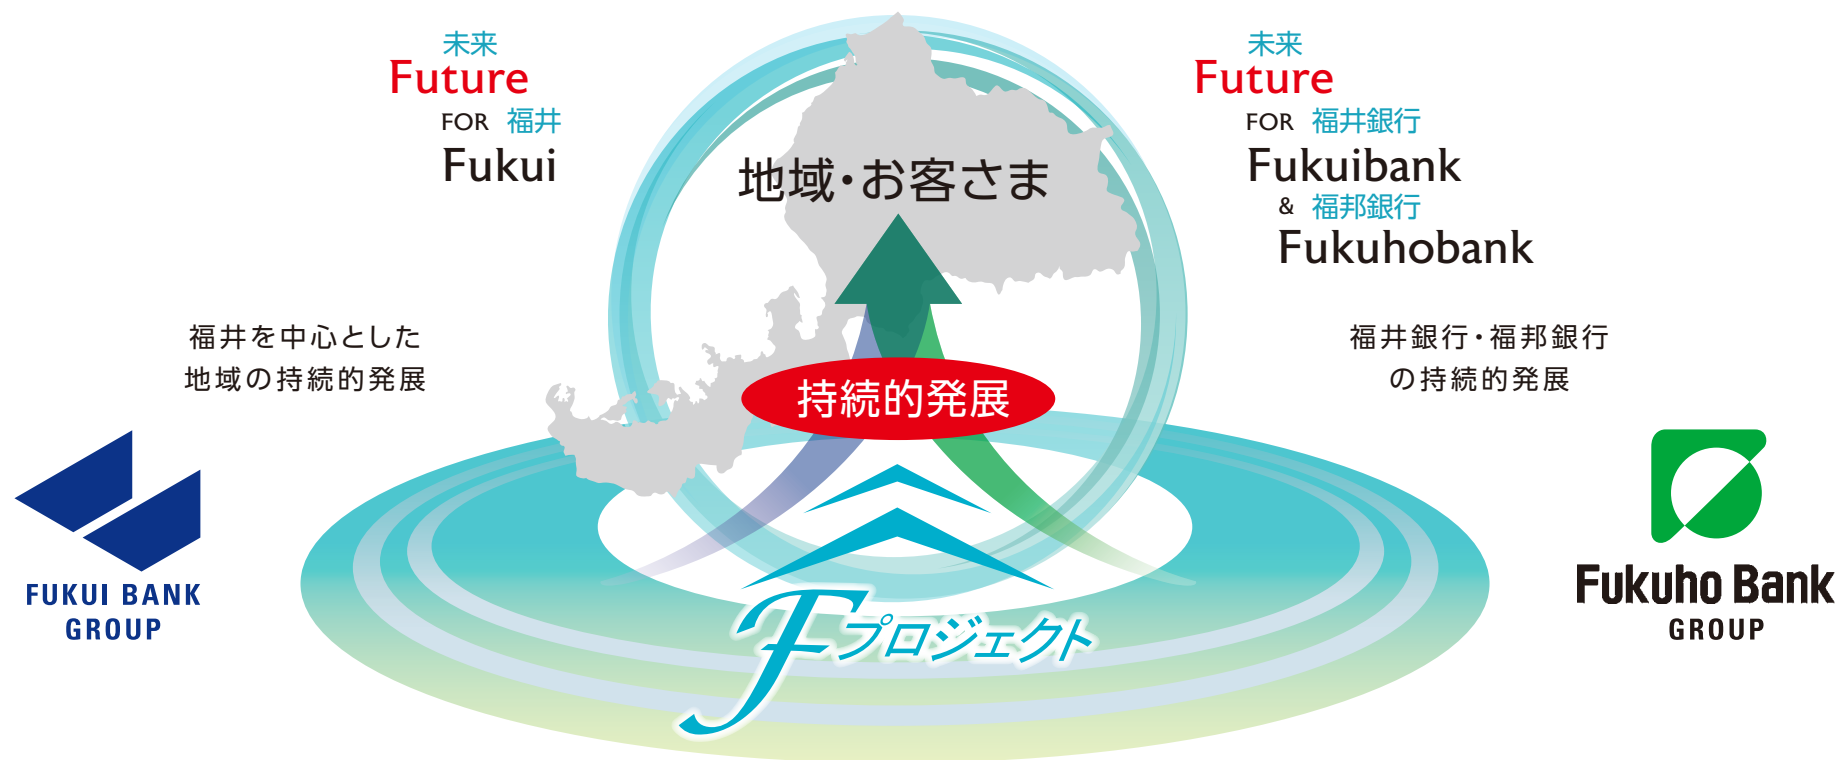 未来
Future
FOR 福井
Fukui
福井を中心とした
地域の持続的発展
未来
Future
FOR 福井銀行
Fukuibank
& 福邦銀行
Fukuhobank
福井銀行・福邦銀行
の持続的発展
地域・お客さま
持続的発展
Fプロジェクト
FUKUI BANK
GROUP
Fukuho Bank
GROUP